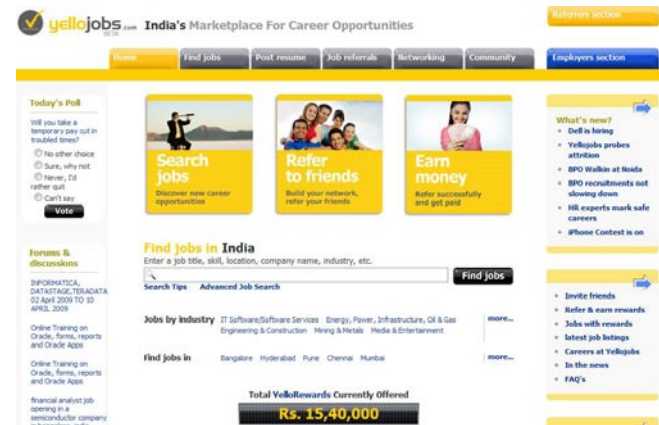 yellojobs.com
BETA
India's Marketplace For Career Opportunities
Referrers section
Home
Find jobs
Post resume
Job referrals
Networking
Community
Employers section
Today's Poll
Will you take a
temporary pay cut in
troubled times?
No other choice
Sure, why not
Never, I'd
rather quit
Can't say
Vote
Forums &
discussions
INFORMATICA,
DATASTAGE,TERADATA
02 April 2009 TO 10
APRIL, 2009
Online Training on
Oracle, forms, reports
and Oracle Apps
Online Training on
Oracle, forms, reports
and Oracle Apps
financial analyst job
opening in a
semiconductor company
Search
jobs
Discover new career
opportunities
Refer
to friends
Build your network,
refer your friends
Earn
money
Refer successfully
and get paid
Find jobs in India
Enter a job title, skill, location, company name, industry, etc.
Find jobs
Search Tips
Advanced Job Search
Jobs by industry
IT Software/Software Services Energy, Power, Infrastructure, Oil & Gas
Engineering & Construction Mining & Metals Media & Entertainment
more...
Find jobs in
Bangalore Hyderabad Pune Chennai Mumbai
more...
Total YelloRewards Currently Offered
Rs. 15,40,000
What's new?
Dell is hiring
Yellojobs probes
attrition
BPO Walkin at Noida
BPO recruitments not
slowing down
HR experts mark safe
careers
iPhone Contest is on
Invite friends
Refer & earn rewards
Jobs with rewards
latest job listings
Careers at Yellojobs
In the news
FAQ's